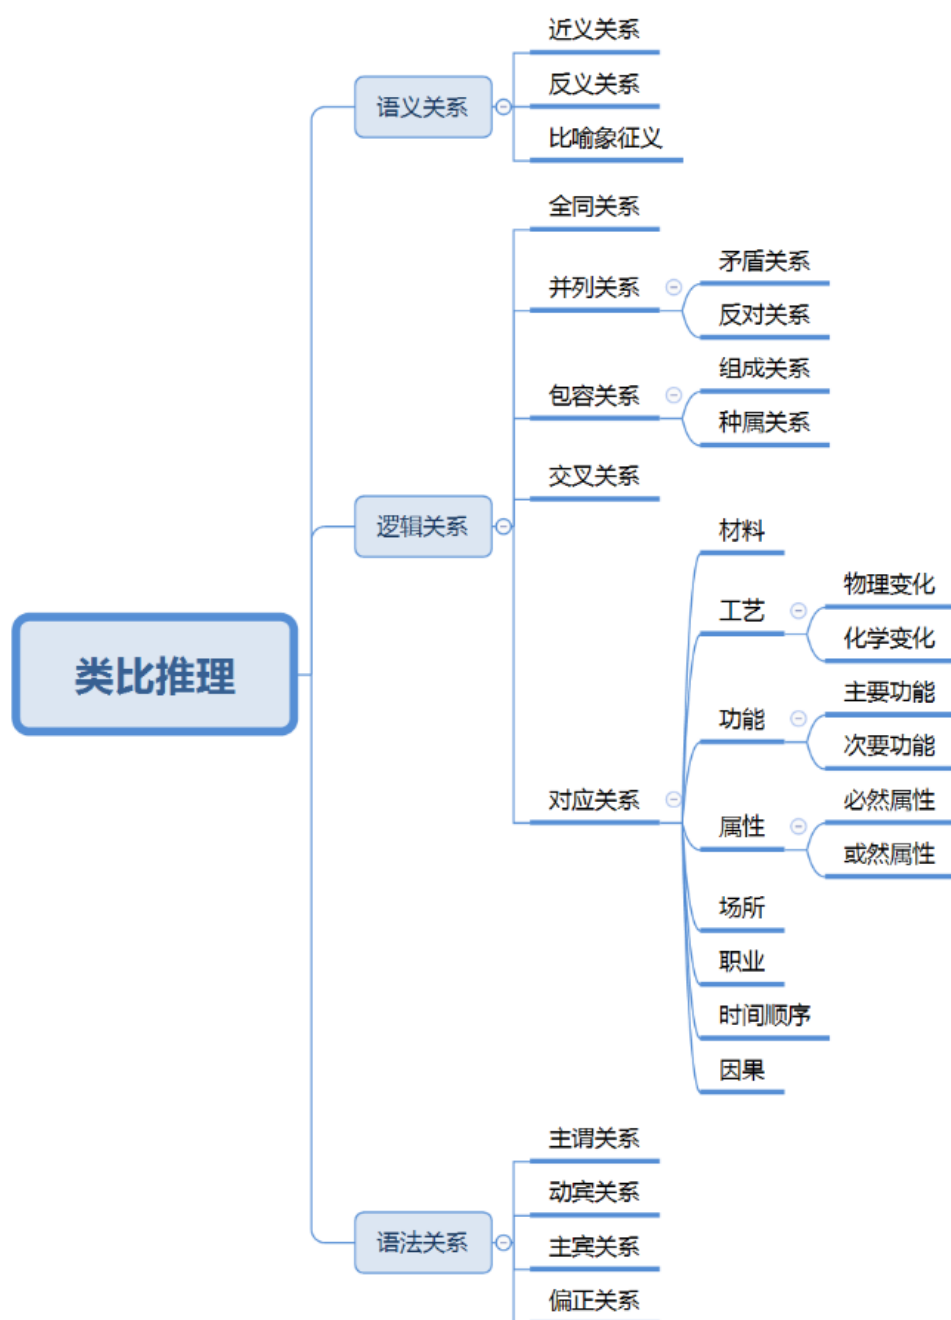 类比推理
语义关系
近义关系
反义关系
比喻象征义
逻辑关系
全同关系
并列关系
矛盾关系
反对关系
包容关系
组成关系
种属关系
交叉关系
对应关系
材料
工艺
物理变化
化学变化
功能
主要功能
次要功能
属性
必然属性
或然属性
场所
职业
时间顺序
因果
语法关系
主谓关系
动宾关系
主宾关系
偏正关系